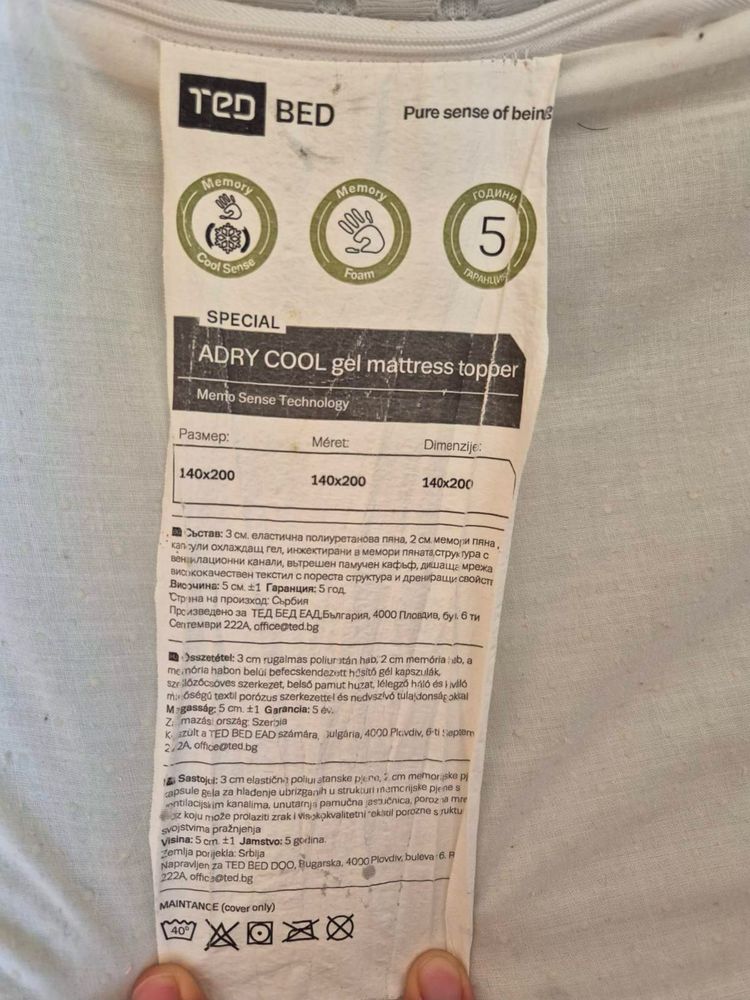 TED BED
Pure sense of being
Memory
Cool Sense
Memory
Foam
ГОДИНИ
5
ГАРАНЦИЯ
SPECIAL
ADRY COOL gel mattress topper
Memo Sense Technology
Размер: Méret: Dimenzije:
140x200 140x200 140x200
Състав: 3 см. еластична полиуретанова пяна, 2 см. мемори пяна,
капсули охлаждащ гел, инжектирани в мемори пяната, структура с
вентилационни канали, вътрешен памучен калъф, дишаща мрежа
висококачествен текстил с пореста структура и дрениращи свойств
Височина: 5 см. ±1 Гаранция: 5 год.
Страна на произход: Сърбия
Произведено за ТЕД БЕД ЕАД, България, 4000 Пловдив, бул. 6 ти
Септември 222А, office@ted.bg
Összetétel: 3 cm rugalmas poliuretán hab, 2 cm memória hab, a
memória habon belül befecskendezett hűsítő gél kapszulák,
szellőzőcsöves szerkezet, belső pamut huzat, lélegző háló és kiváló
minőségű textil porózus szerkezettel és nedvszívó tulajdonságokkal
Magasság: 5 cm. ±1 Garancia: 5 év.
Származási ország: Szerbia
Készült a TED BED EAD számára, Bulgária, 4000 Plovdiv, 6-ti Septem
222A, office@ted.bg
Sastojci: 3 cm elastične poliuretanske pjene, 2 cm memorijske pj
kapsule gela za hlađenje ubrizganih u strukturi memorijske pjene s
ventilacijskim kanalima, unutarnja pamučna jastučnica, porozna mre
kroz koju može prolaziti zrak i visokokvalitetni tekstil porozne struktu
svojstvima pražnjenja
Visina: 5 cm. ±1 Jamstvo: 5 godina.
Zemlja porijekla: Srbija
Napravljen za TED BED DOO, Bugarska, 4000 Plovdiv, buleva 6.
222A, office@ted.bg
MAINTANCE (cover only)
40°